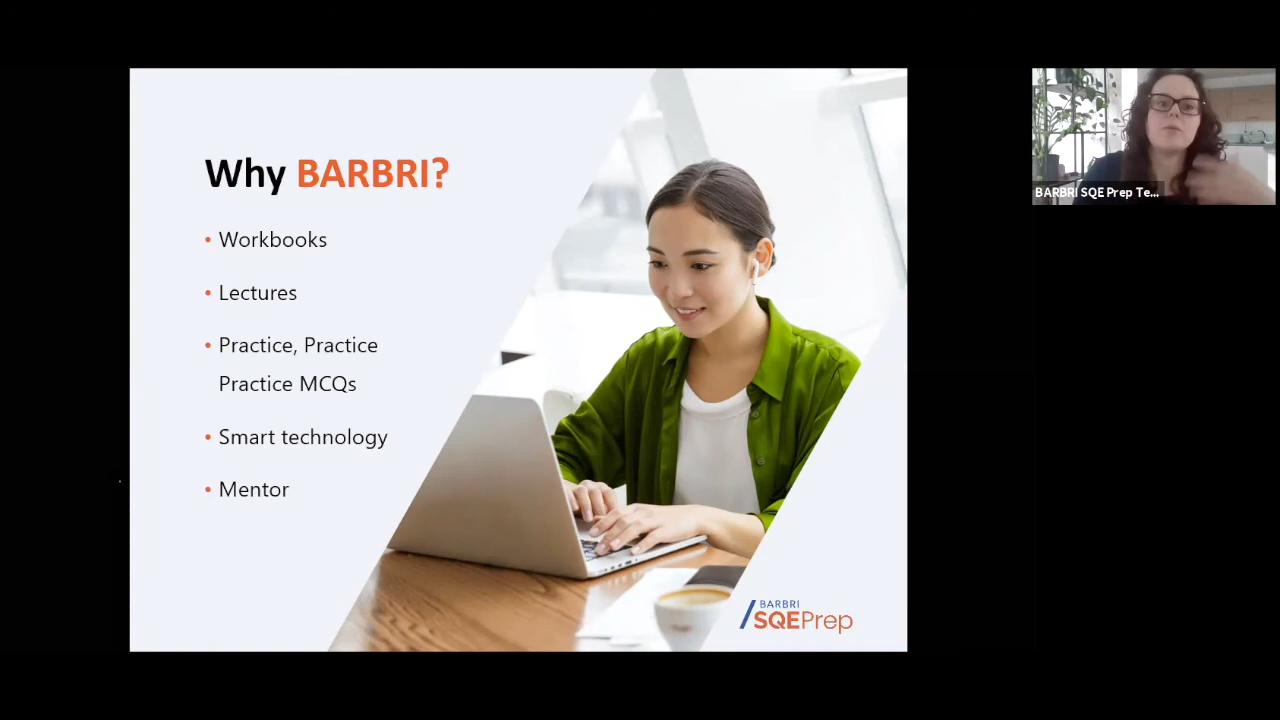 Why BARBRI?
• Workbooks
• Lectures
• Practice, Practice
Practice MCQs
• Smart technology
• Mentor
BARBRI
SQEPrep
BARBRI SQE Prep Te...